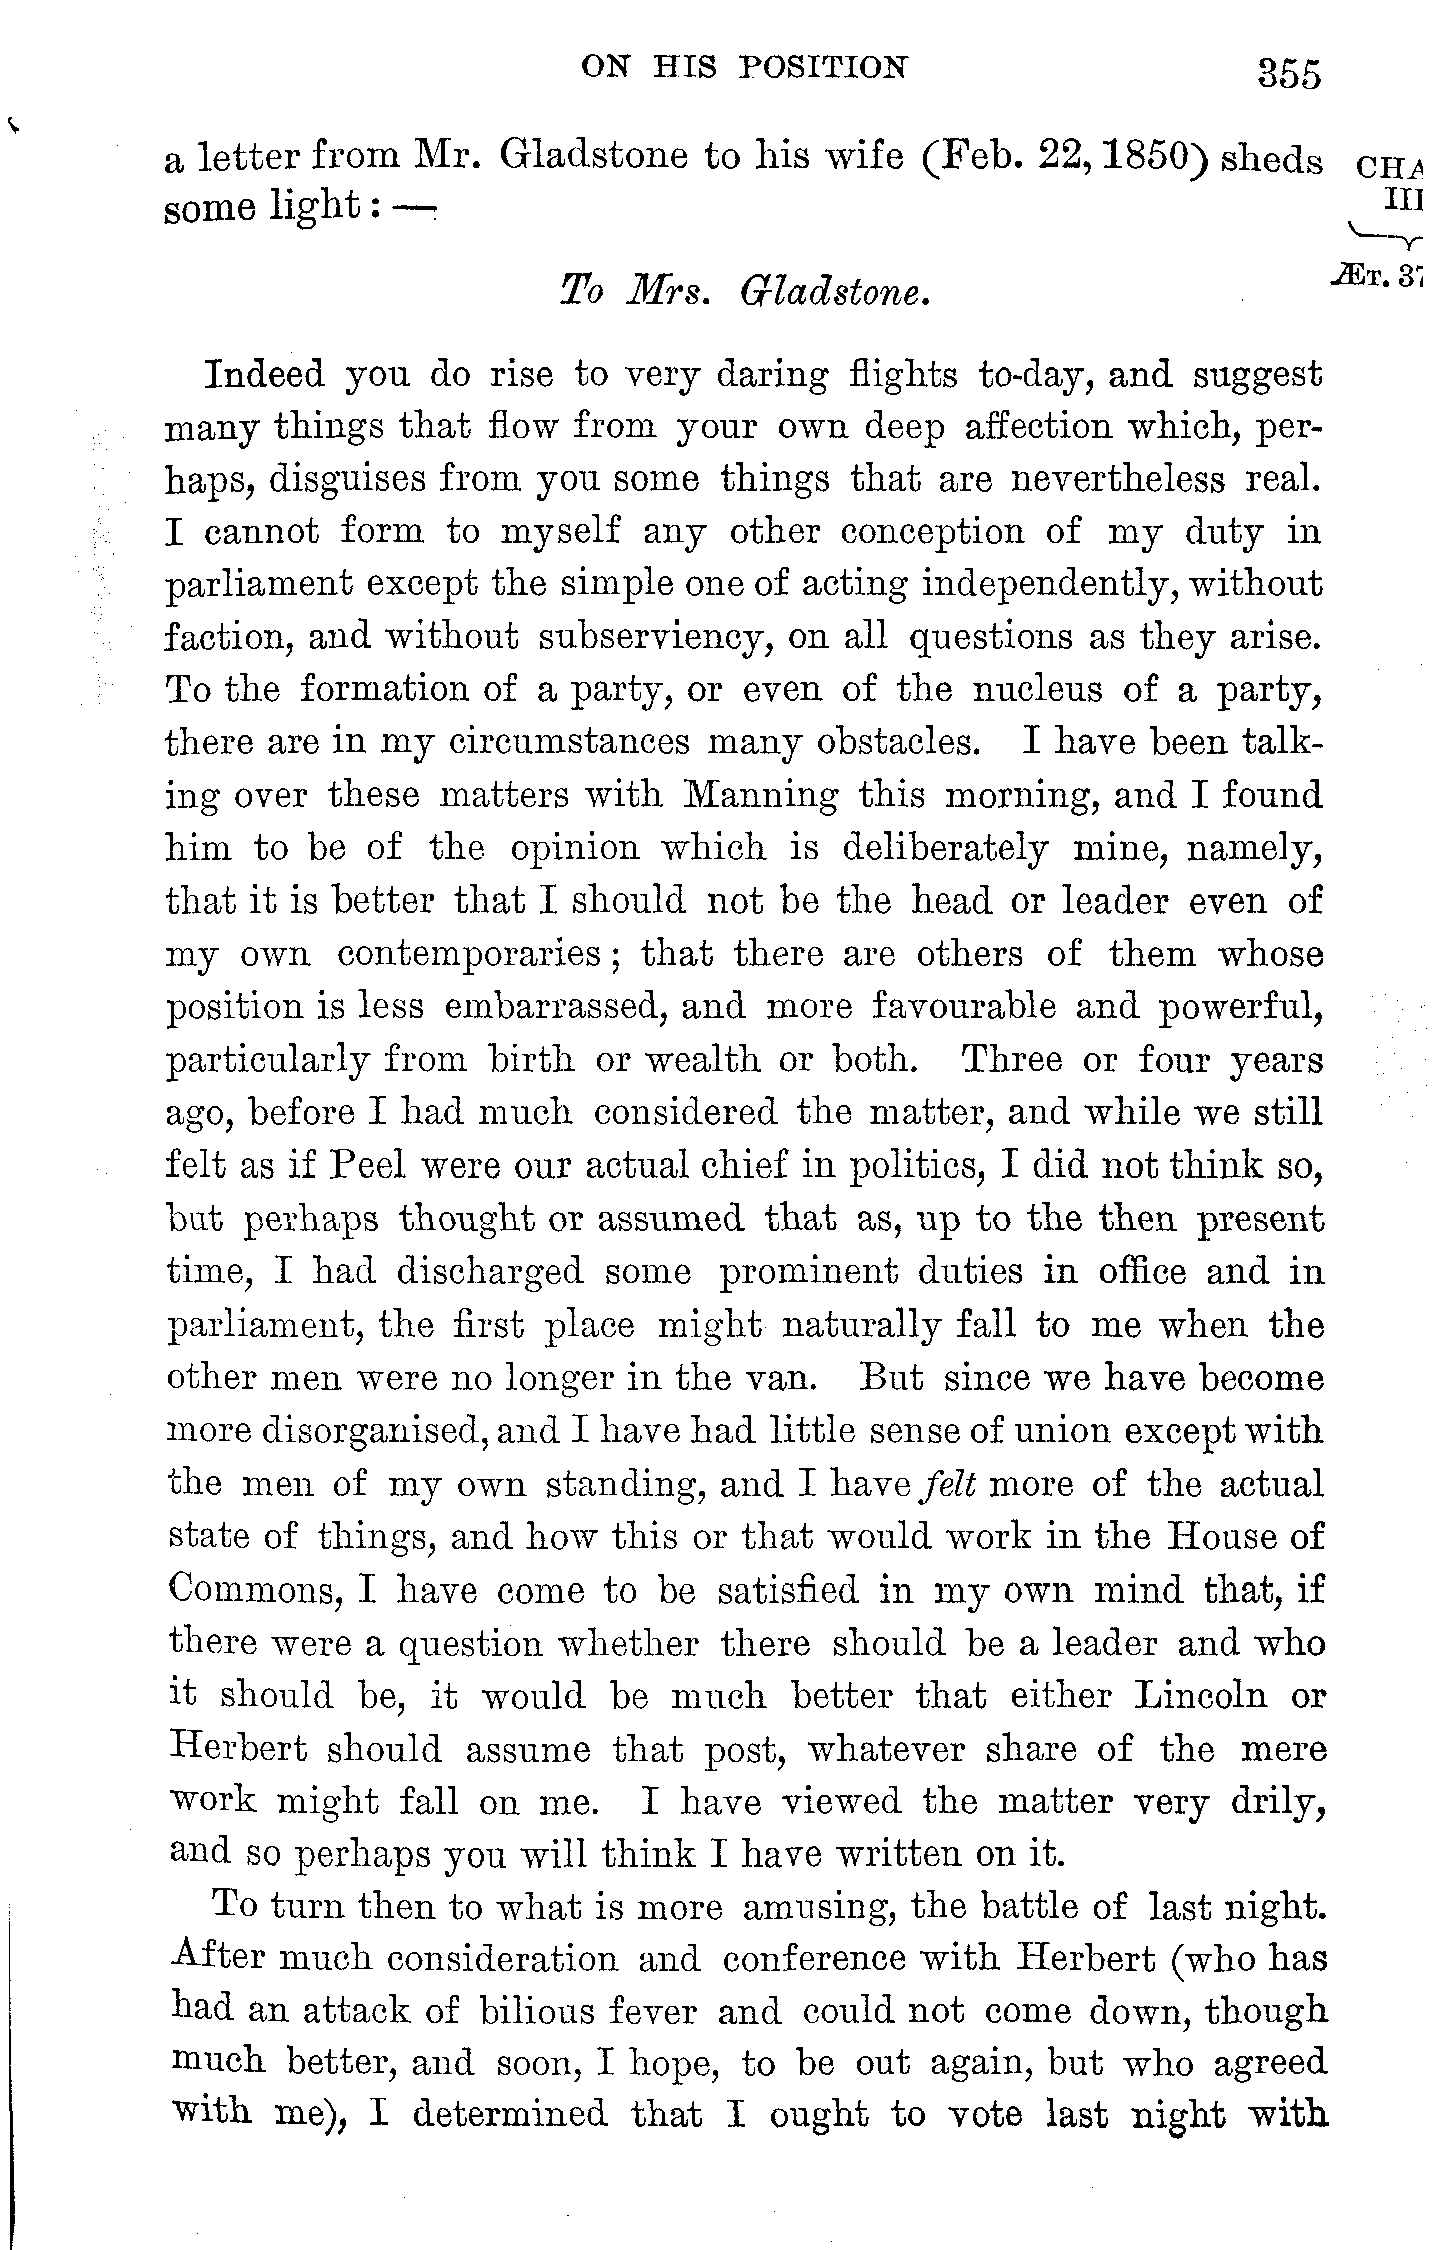 ON HIS POSITION 355
a letter from Mr. Gladstone to his wife (Feb. 22, 1850) sheds
some light: —
CHA
III
ÆT. 37
To Mrs. Gladstone.
Indeed you do rise to very daring flights to-day, and suggest
many things that flow from your own deep affection which, per-
haps, disguises from you some things that are nevertheless real.
I cannot form to myself any other conception of my duty in
parliament except the simple one of acting independently, without
faction, and without subserviency, on all questions as they arise.
To the formation of a party, or even of the nucleus of a party,
there are in my circumstances many obstacles. I have been talk-
ing over these matters with Manning this morning, and I found
him to be of the opinion which is deliberately mine, namely,
that it is better that I should not be the head or leader even of
my own contemporaries; that there are others of them whose
position is less embarrassed, and more favourable and powerful,
particularly from birth or wealth or both. Three or four years
ago, before I had much considered the matter, and while we still
felt as if Peel were our actual chief in politics, I did not think so,
but perhaps thought or assumed that as, up to the then present
time, I had discharged some prominent duties in office and in
parliament, the first place might naturally fall to me when the
other men were no longer in the van. But since we have become
more disorganised, and I have had little sense of union except with
the men of my own standing, and I have felt more of the actual
state of things, and how this or that would work in the House of
Commons, I have come to be satisfied in my own mind that, if
there were a question whether there should be a leader and who
it should be, it would be much better that either Lincoln or
Herbert should assume that post, whatever share of the mere
work might fall on me. I have viewed the matter very drily,
and so perhaps you will think I have written on it.
To turn then to what is more amusing, the battle of last night.
After much consideration and conference with Herbert (who has
had an attack of bilious fever and could not come down, though
much better, and soon, I hope, to be out again, but who agreed
with me), I determined that I ought to vote last night with